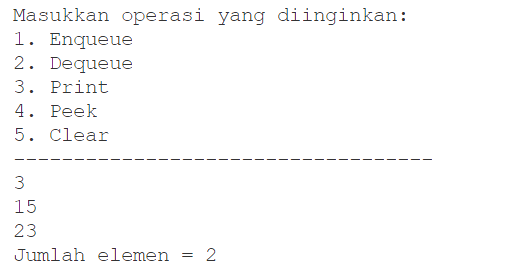 Masukkan operasi yang diinginkan:
1. Enqueue
2. Dequeue
3. Print
4. Peek
5. Clear
-----------------------------------
3
15
23
Jumlah elemen = 2